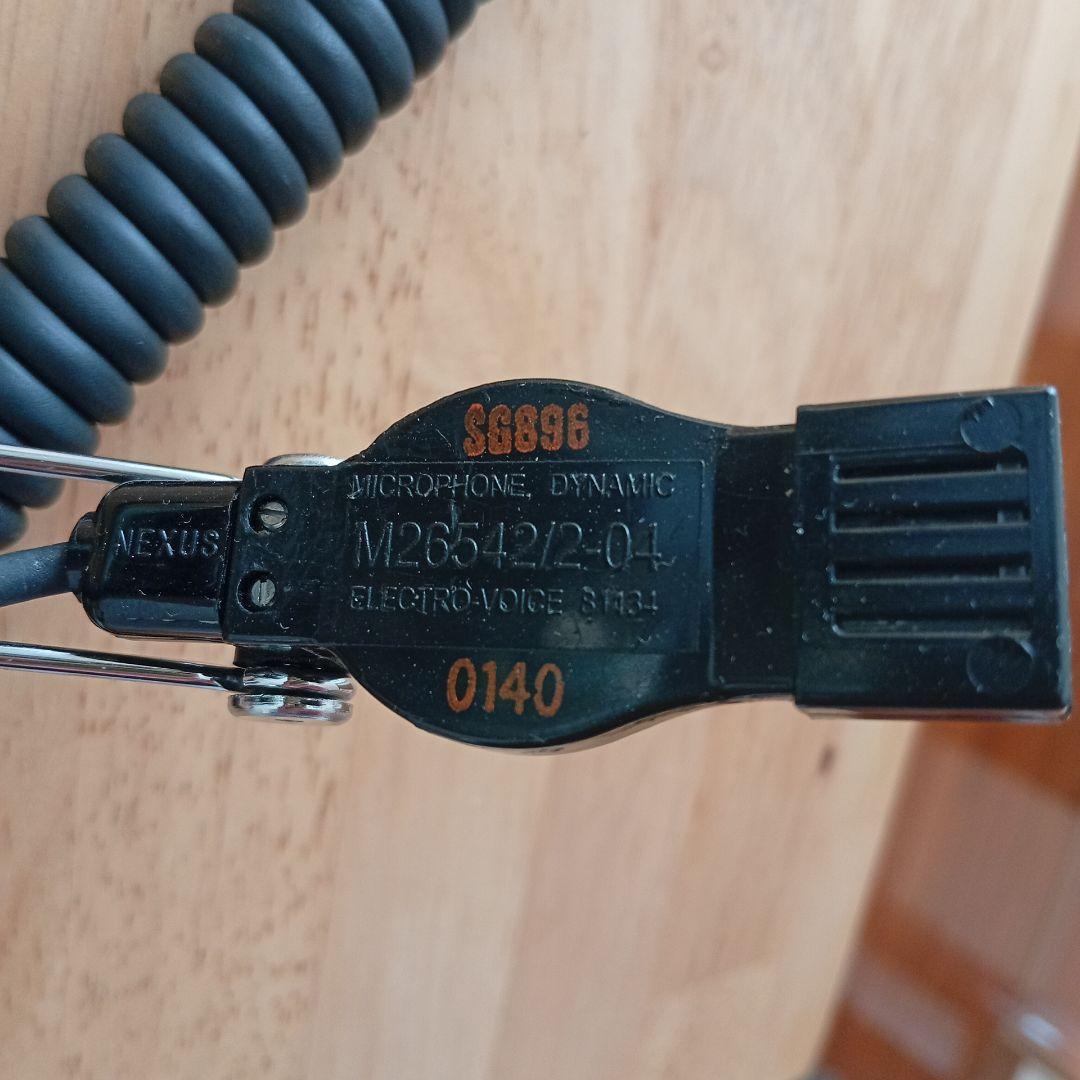 SG896
MICROPHONE, DYNAMIC
M26542/2-04
ELECTRO-VOICE 81434
0140
NEXUS